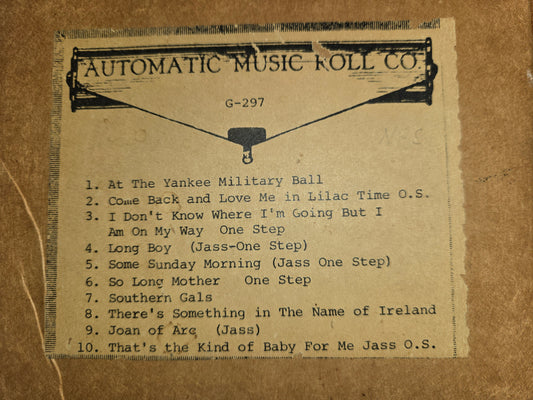 AUTOMATIC MUSIC ROLL CO
G-297
1. At The Yankee Military Ball
2. Come Back and Love Me in Lilac Time O.S.
3. I Don't Know Where I'm Going But I
Am On My Way One Step
4. Long Boy (Jass-One Step)
5. Some Sunday Morning (Jass One Step)
6. So Long Mother One Step
7. Southern Gals
8. There's Something in The Name of Ireland
9. Joan of Arc (Jass)
10. That's the Kind of Baby For Me Jass O.S.